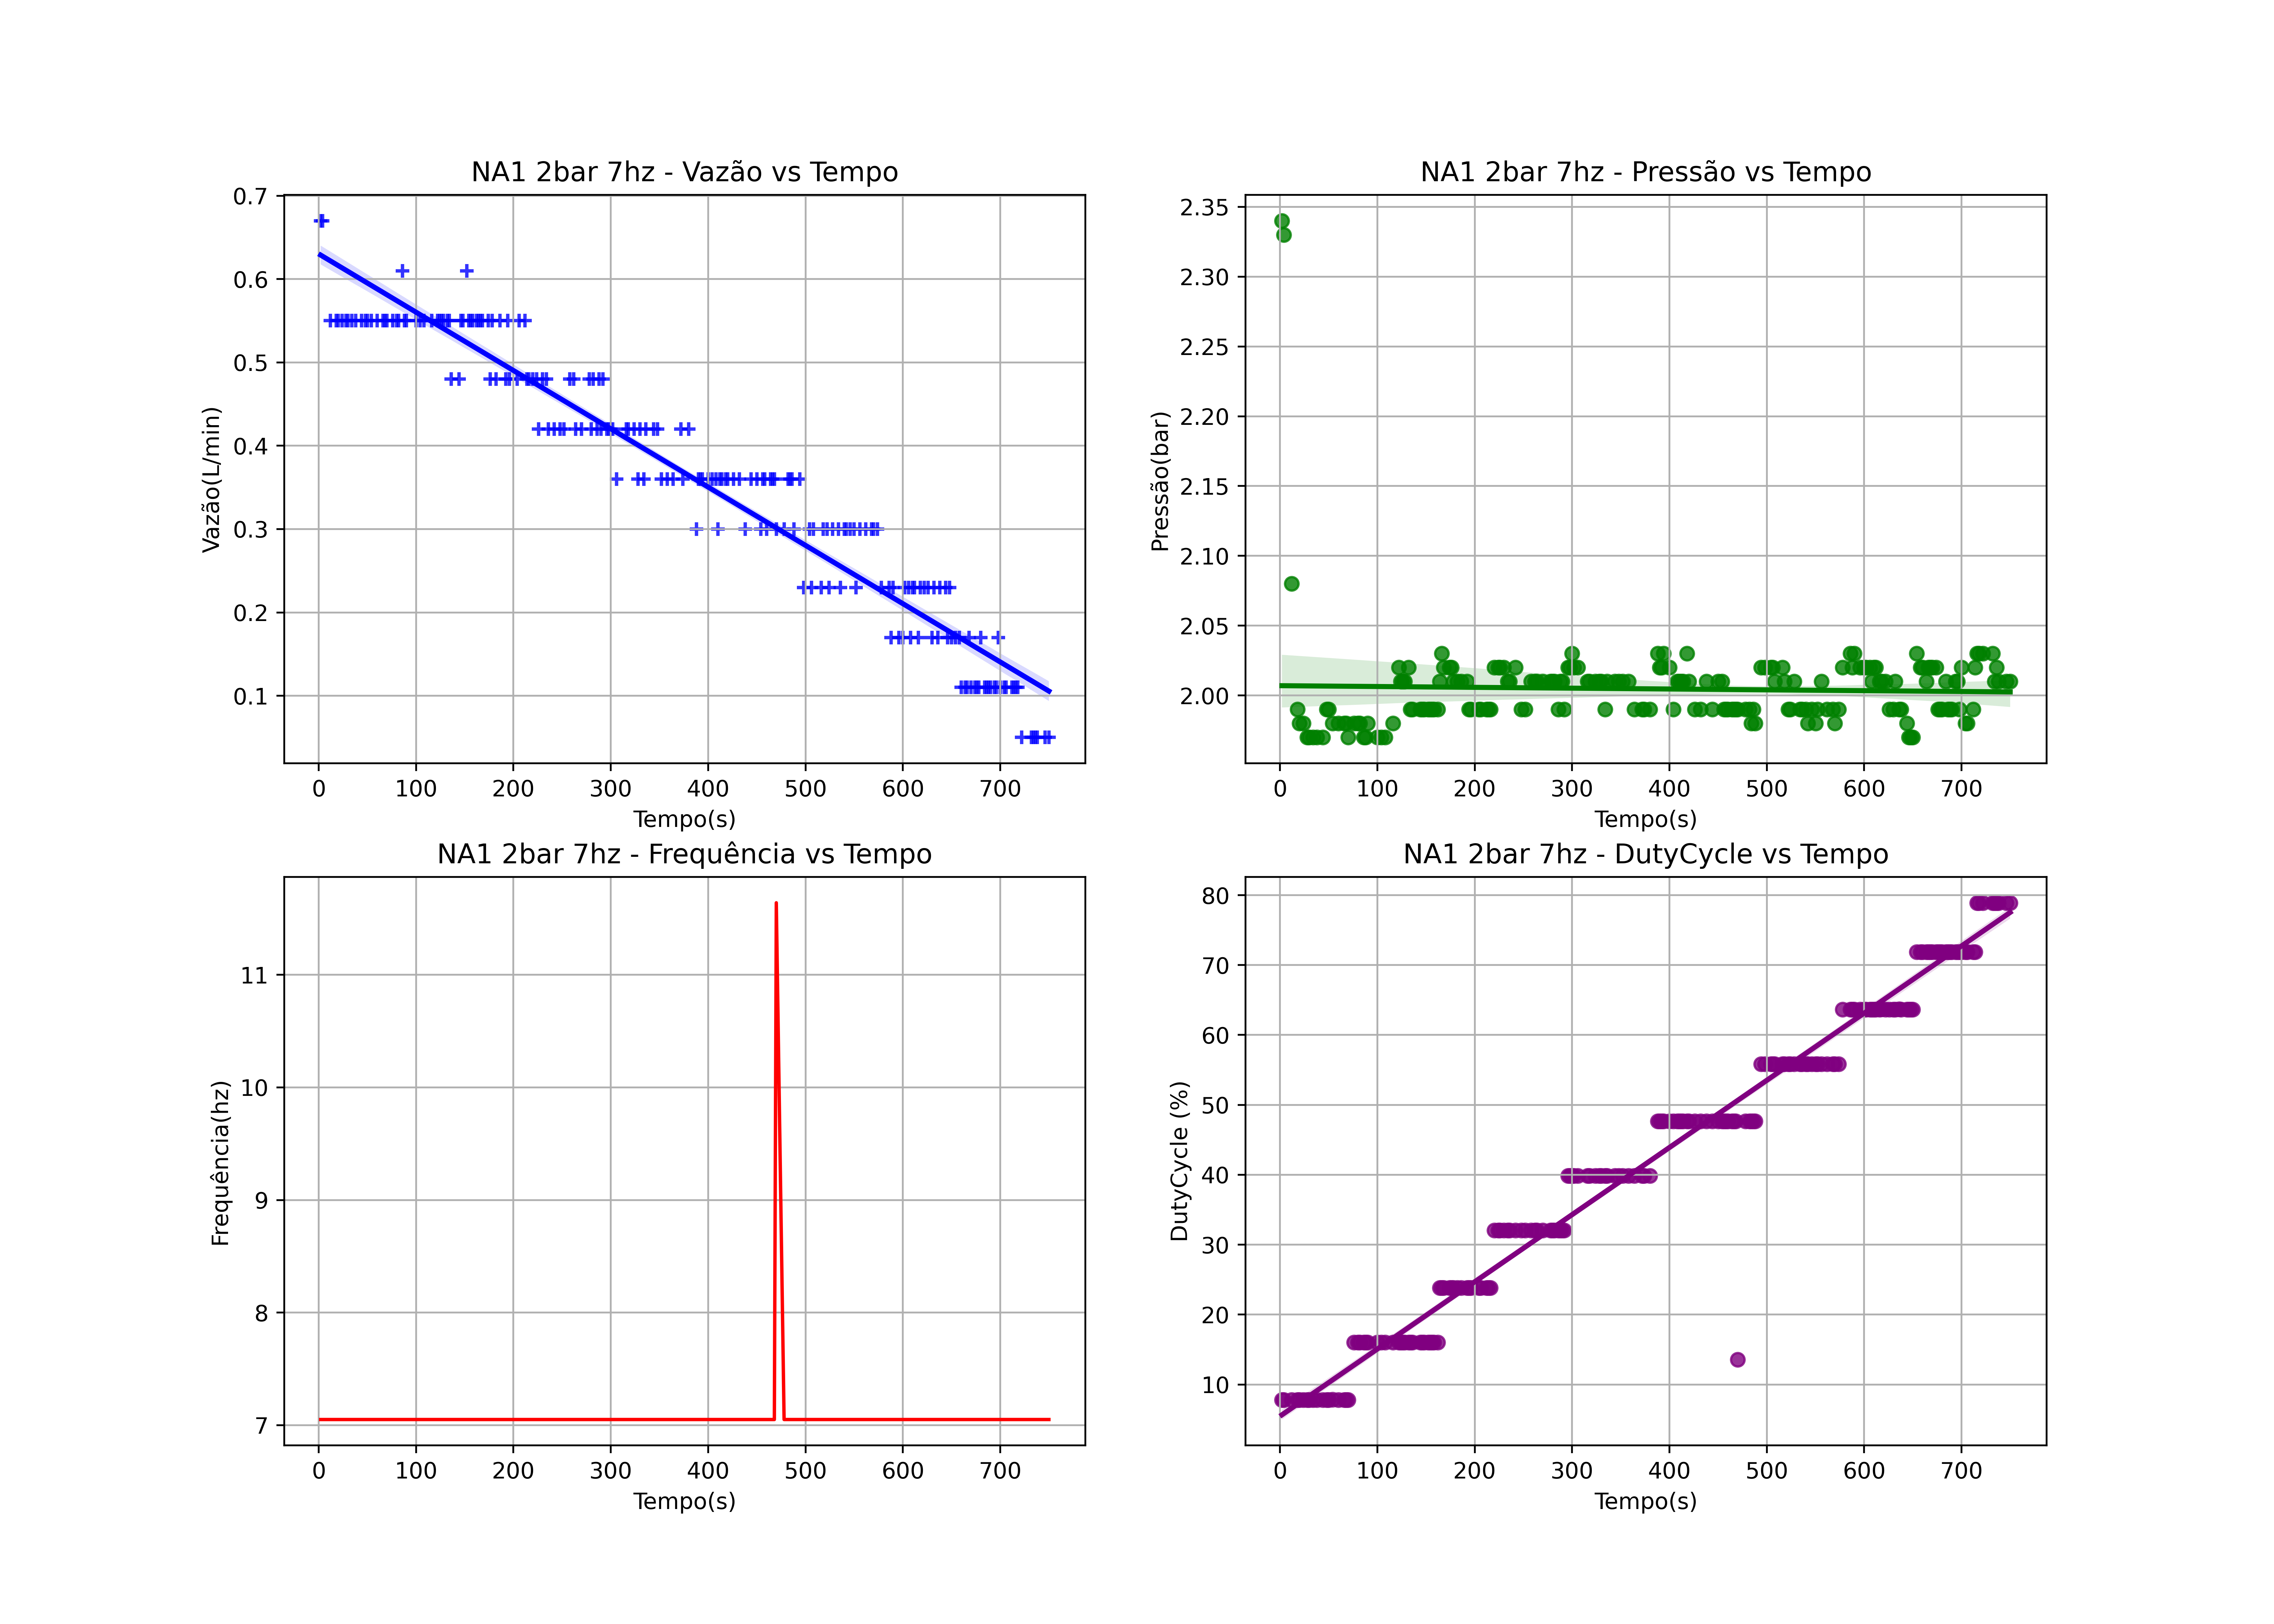 NA1 2bar 7hz - Vazão vs Tempo
0.7
0.6
0.5
0.4
0.3
0.2
0.1
Vazão(L/min)
0 100 200 300 400 500 600 700
Tempo(s)
NA1 2bar 7hz - Pressão vs Tempo
2.35
2.30
2.25
2.20
2.15
2.10
2.05
2.00
Pressão(bar)
0 100 200 300 400 500 600 700
Tempo(s)
NA1 2bar 7hz - Frequência vs Tempo
11
10
9
8
7
Frequência(hz)
0 100 200 300 400 500 600 700
Tempo(s)
NA1 2bar 7hz - DutyCycle vs Tempo
80
70
60
50
40
30
20
10
DutyCycle (%)
0 100 200 300 400 500 600 700
Tempo(s)